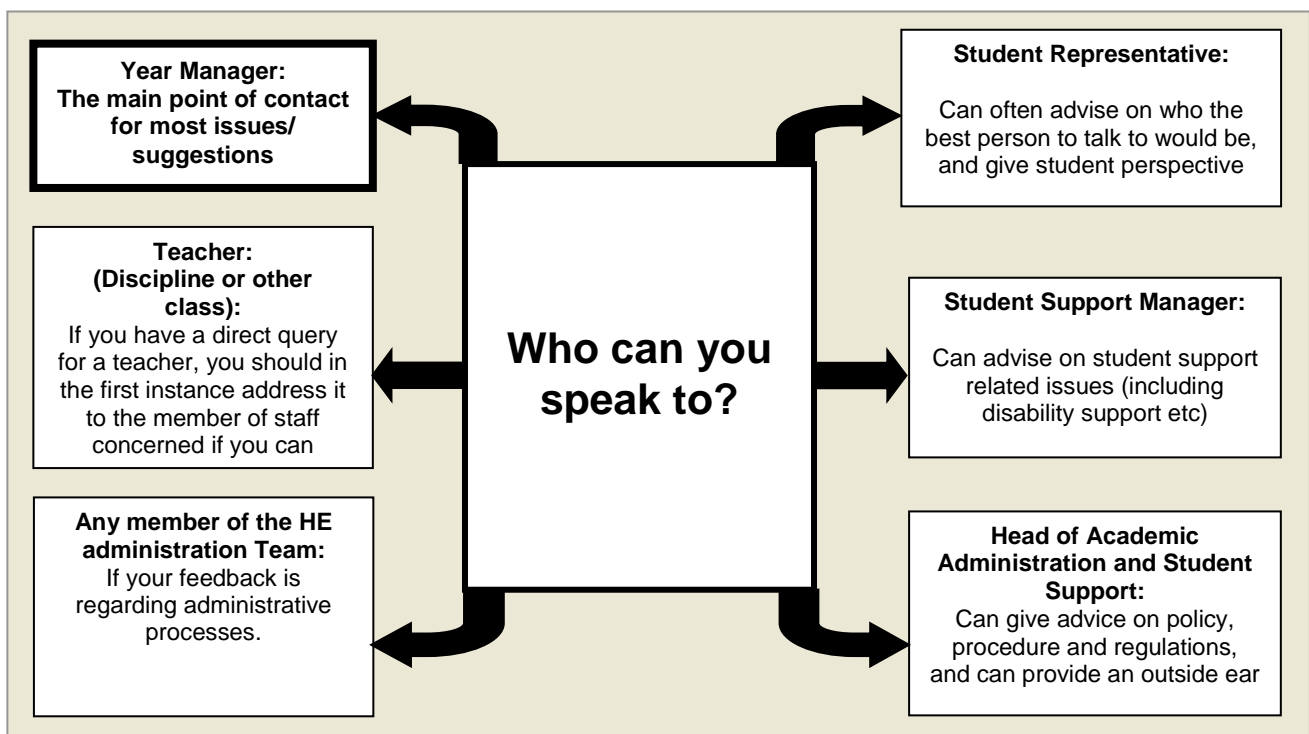 Year Manager:
The main point of contact
for most issues/
suggestions
Teacher:
(Discipline or other
class):
If you have a direct query
for a teacher, you should in
the first instance address it
to the member of staff
concerned if you can
Any member of the HE
administration Team:
If your feedback is
regarding administrative
processes.
Who can you
speak to?
Student Representative:
Can often advise on who the
best person to talk to would be,
and give student perspective
Student Support Manager:
Can advise on student support
related issues (including
disability support etc)
Head of Academic
Administration and Student
Support:
Can give advice on policy,
procedure and regulations,
and can provide an outside ear